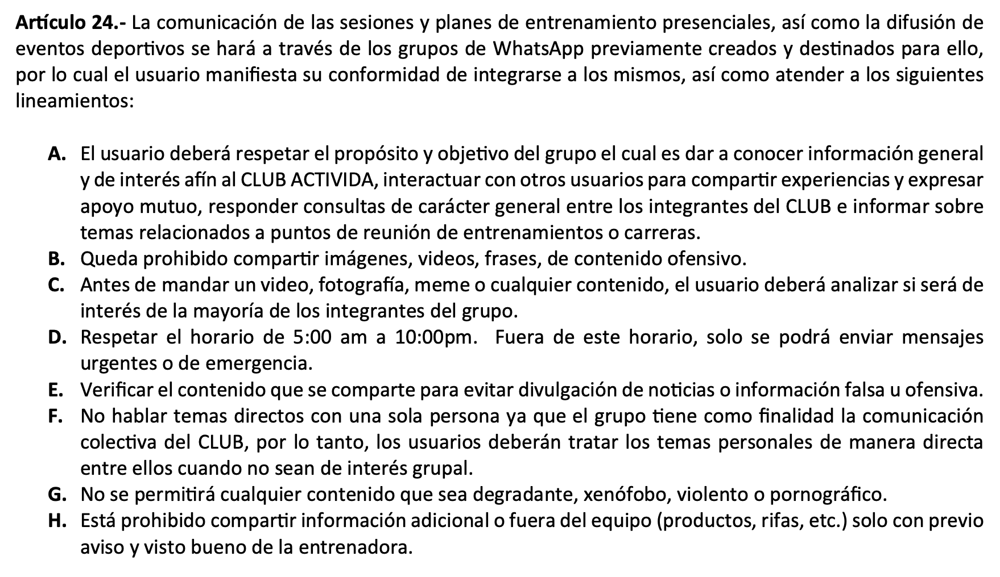 Artículo 24.- La comunicación de las sesiones y planes de entrenamiento presenciales, así como la difusión de
eventos deportivos se hará a través de los grupos de WhatsApp previamente creados y destinados para ello,
por lo cual el usuario manifiesta su conformidad de integrarse a los mismos, así como atender a los siguientes
lineamientos:
A. El usuario deberá respetar el propósito y objetivo del grupo el cual es dar a conocer información general
y de interés afín al CLUB ACTIVIDA, interactuar con otros usuarios para compartir experiencias y expresar
apoyo mutuo, responder consultas de carácter general entre los integrantes del CLUB e informar sobre
temas relacionados a puntos de reunión de entrenamientos o carreras.
B. Queda prohibido compartir imágenes, videos, frases, de contenido ofensivo.
C. Antes de mandar un video, fotografía, meme o cualquier contenido, el usuario deberá analizar si será de
interés de la mayoría de los integrantes del grupo.
D. Respetar el horario de 5:00 am a 10:00pm. Fuera de este horario, solo se podrá enviar mensajes
urgentes o de emergencia.
E. Verificar el contenido que se comparte para evitar divulgación de noticias o información falsa u ofensiva.
F. No hablar temas directos con una sola persona ya que el grupo tiene como finalidad la comunicación
colectiva del CLUB, por lo tanto, los usuarios deberán tratar los temas personales de manera directa
entre ellos cuando no sean de interés grupal.
G. No se permitirá cualquier contenido que sea degradante, xenófobo, violento o pornográfico.
H. Está prohibido compartir información adicional o fuera del equipo (productos, rifas, etc.) solo con previo
aviso y visto bueno de la entrenadora.